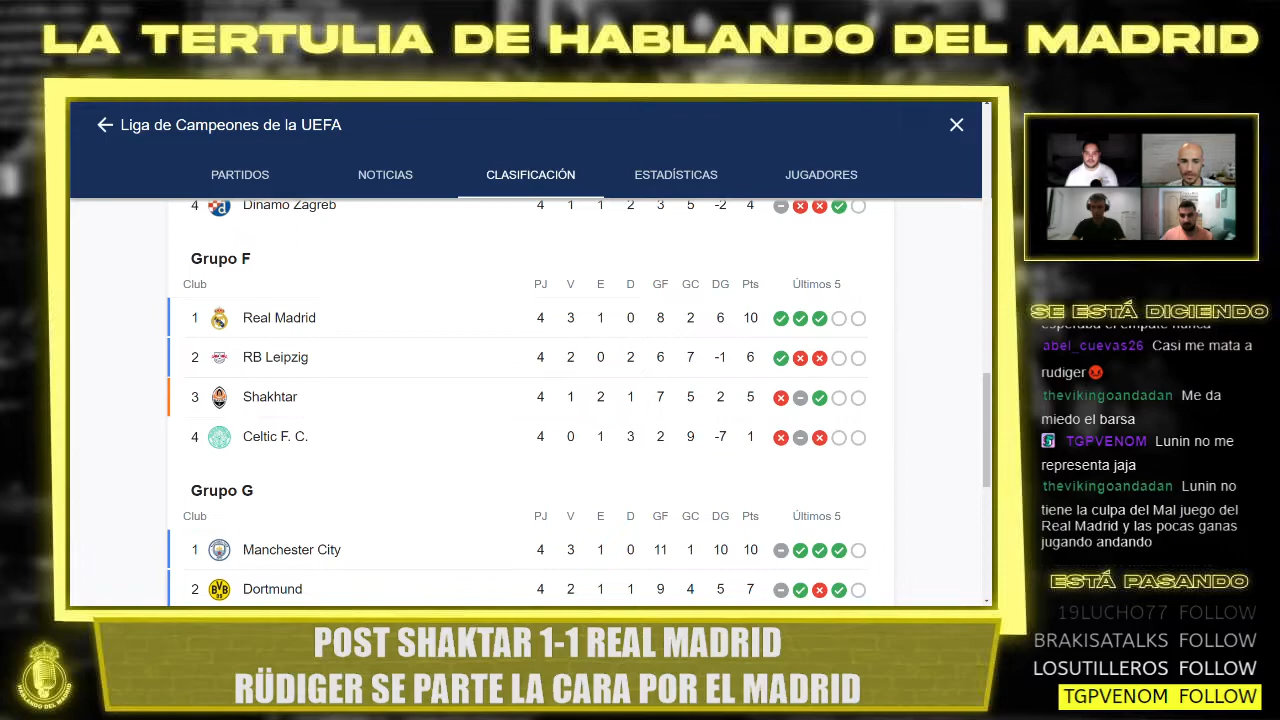 LA TERTULIA DE HABLANDO DEL MADRID
Liga de Campeones de la UEFA
PARTIDOS NOTICIAS CLASIFICACIÓN ESTADÍSTICAS JUGADORES
4 Dinamo Zagreb 4 1 1 2 3 5 -2 4
Grupo F
Club PJ V E D GF GC DG Pts Últimos 5
1 Real Madrid 4 3 1 0 8 2 6 10
2 RB Leipzig 4 2 0 2 6 7 -1 6
3 Shakhtar 4 1 2 1 7 5 2 5
4 Celtic F. C. 4 0 1 3 2 9 -7 1
Grupo G
Club PJ V E D GF GC DG Pts Últimos 5
1 Manchester City 4 3 1 0 11 1 10 10
2 Dortmund 4 2 1 1 9 4 5 7
SE ESTÁ DICIENDO
esperaba el empate nunca
abel_cuevas26 Casi me mata a
rudiger
thevikingoandadan Me da
miedo el barsa
TGPVENOM Lunin no me
representa jaja
thevikingoandadan Lunin no
tiene la culpa del Mal juego del
Real Madrid y las pocas ganas
jugando andando
ESTÁ PASANDO
19LUCHO77 FOLLOW
BRAKISATALKS FOLLOW
LOSUTILLEROS FOLLOW
TGPVENOM FOLLOW
POST SHAKTAR 1-1 REAL MADRID
RÜDIGER SE PARTE LA CARA POR EL MADRID
HABLANDO DEL MADRID